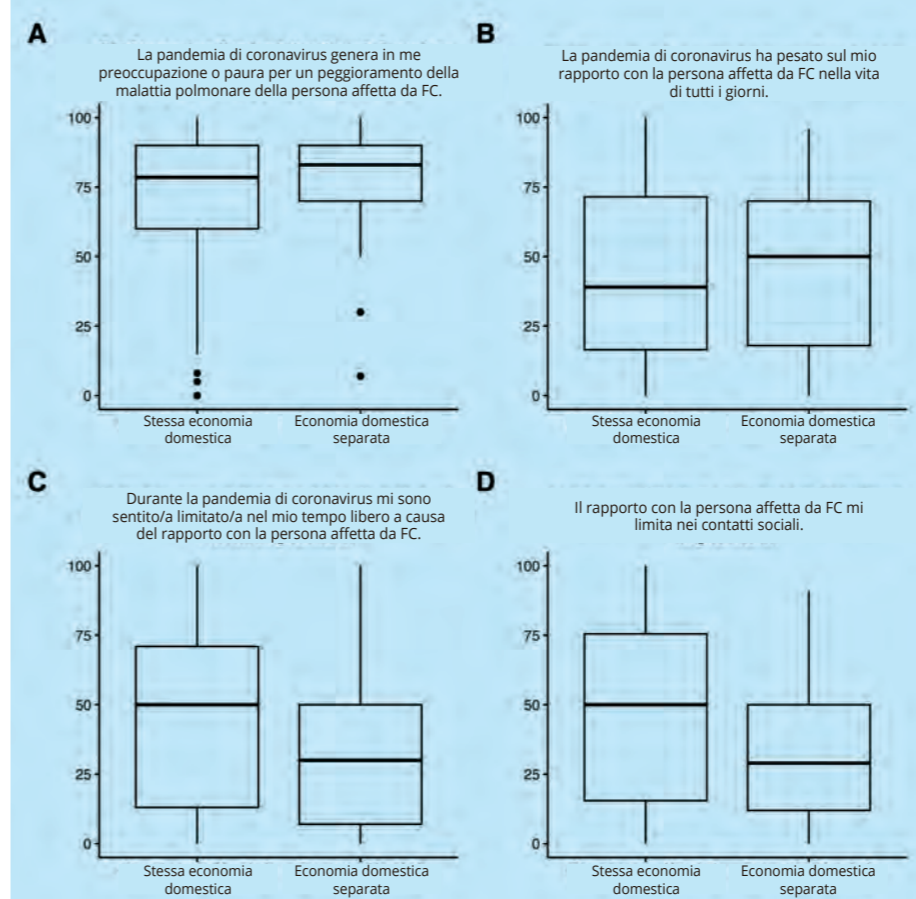 A
La pandemia di coronavirus genera in me
preoccupazione o paura per un peggioramento della
malattia polmonare della persona affetta da FC.
100
75
50
25
0
Stessa economia
domestica
Economia domestica
separata
B
La pandemia di coronavirus ha pesato sul mio
rapporto con la persona affetta da FC nella vita
di tutti i giorni.
100
75
50
25
0
Stessa economia
domestica
Economia domestica
separata
C
Durante la pandemia di coronavirus mi sono
sentito/a limitato/a nel mio tempo libero a causa
del rapporto con la persona affetta da FC.
100
75
50
25
0
Stessa economia
domestica
Economia domestica
separata
D
Il rapporto con la persona affetta da FC mi
limita nei contatti sociali.
100
75
50
25
0
Stessa economia
domestica
Economia domestica
separata